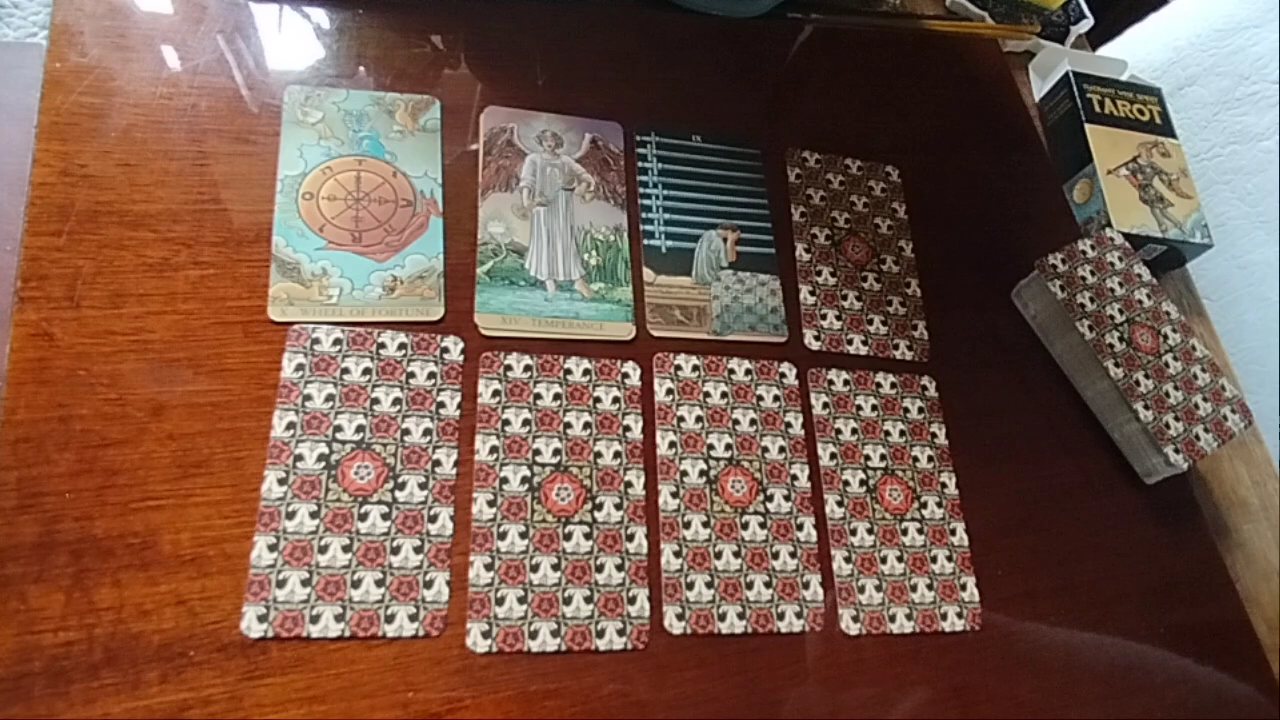 X · WHEEL OF FORTUNE
XIV · TEMPERANCE
IX
TAROT